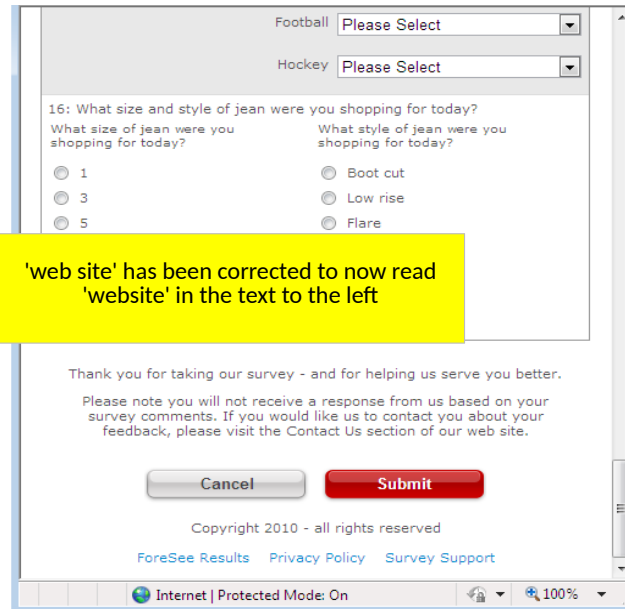 Football Please Select
Hockey Please Select
16: What size and style of jean were you shopping for today?
What size of jean were you
shopping for today?
What style of jean were you
shopping for today?
1 Boot cut
3 Low rise
5 Flare
'web site' has been corrected to now read
'website' in the text to the left
Thank you for taking our survey - and for helping us serve you better.
Please note you will not receive a response from us based on your
survey comments. If you would like us to contact you about your
feedback, please visit the Contact Us section of our web site.
Cancel Submit
Copyright 2010 - all rights reserved
ForeSee Results Privacy Policy Survey Support
Internet | Protected Mode: On 100%